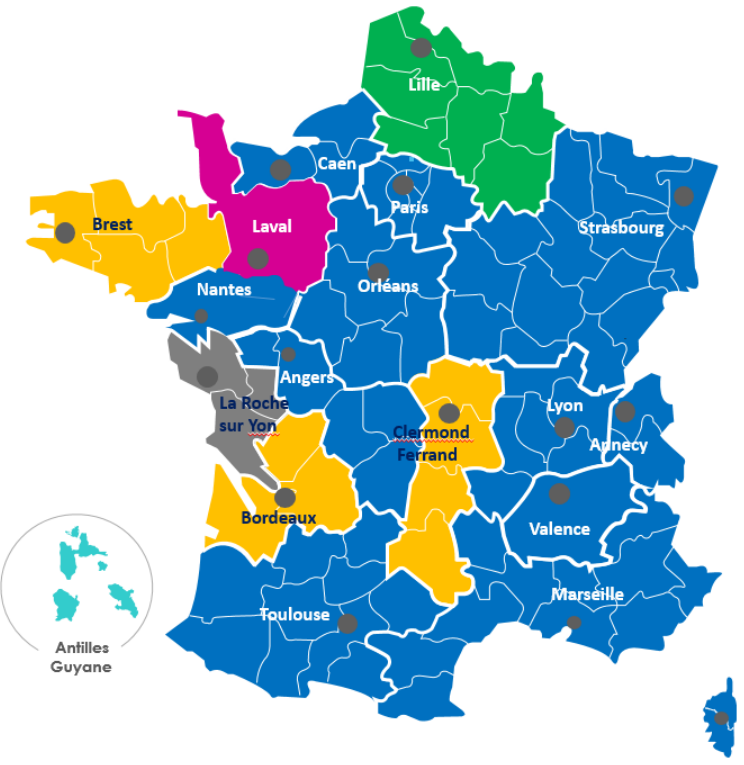 Lille
Caen
Paris
Brest
Laval
Strasbourg
Nantes
Orléans
Angers
La Roche
sur Yon
Lyon
Clermond
Ferrand
Annecy
Bordeaux
Valence
Marseille
Toulouse
Antilles
Guyane